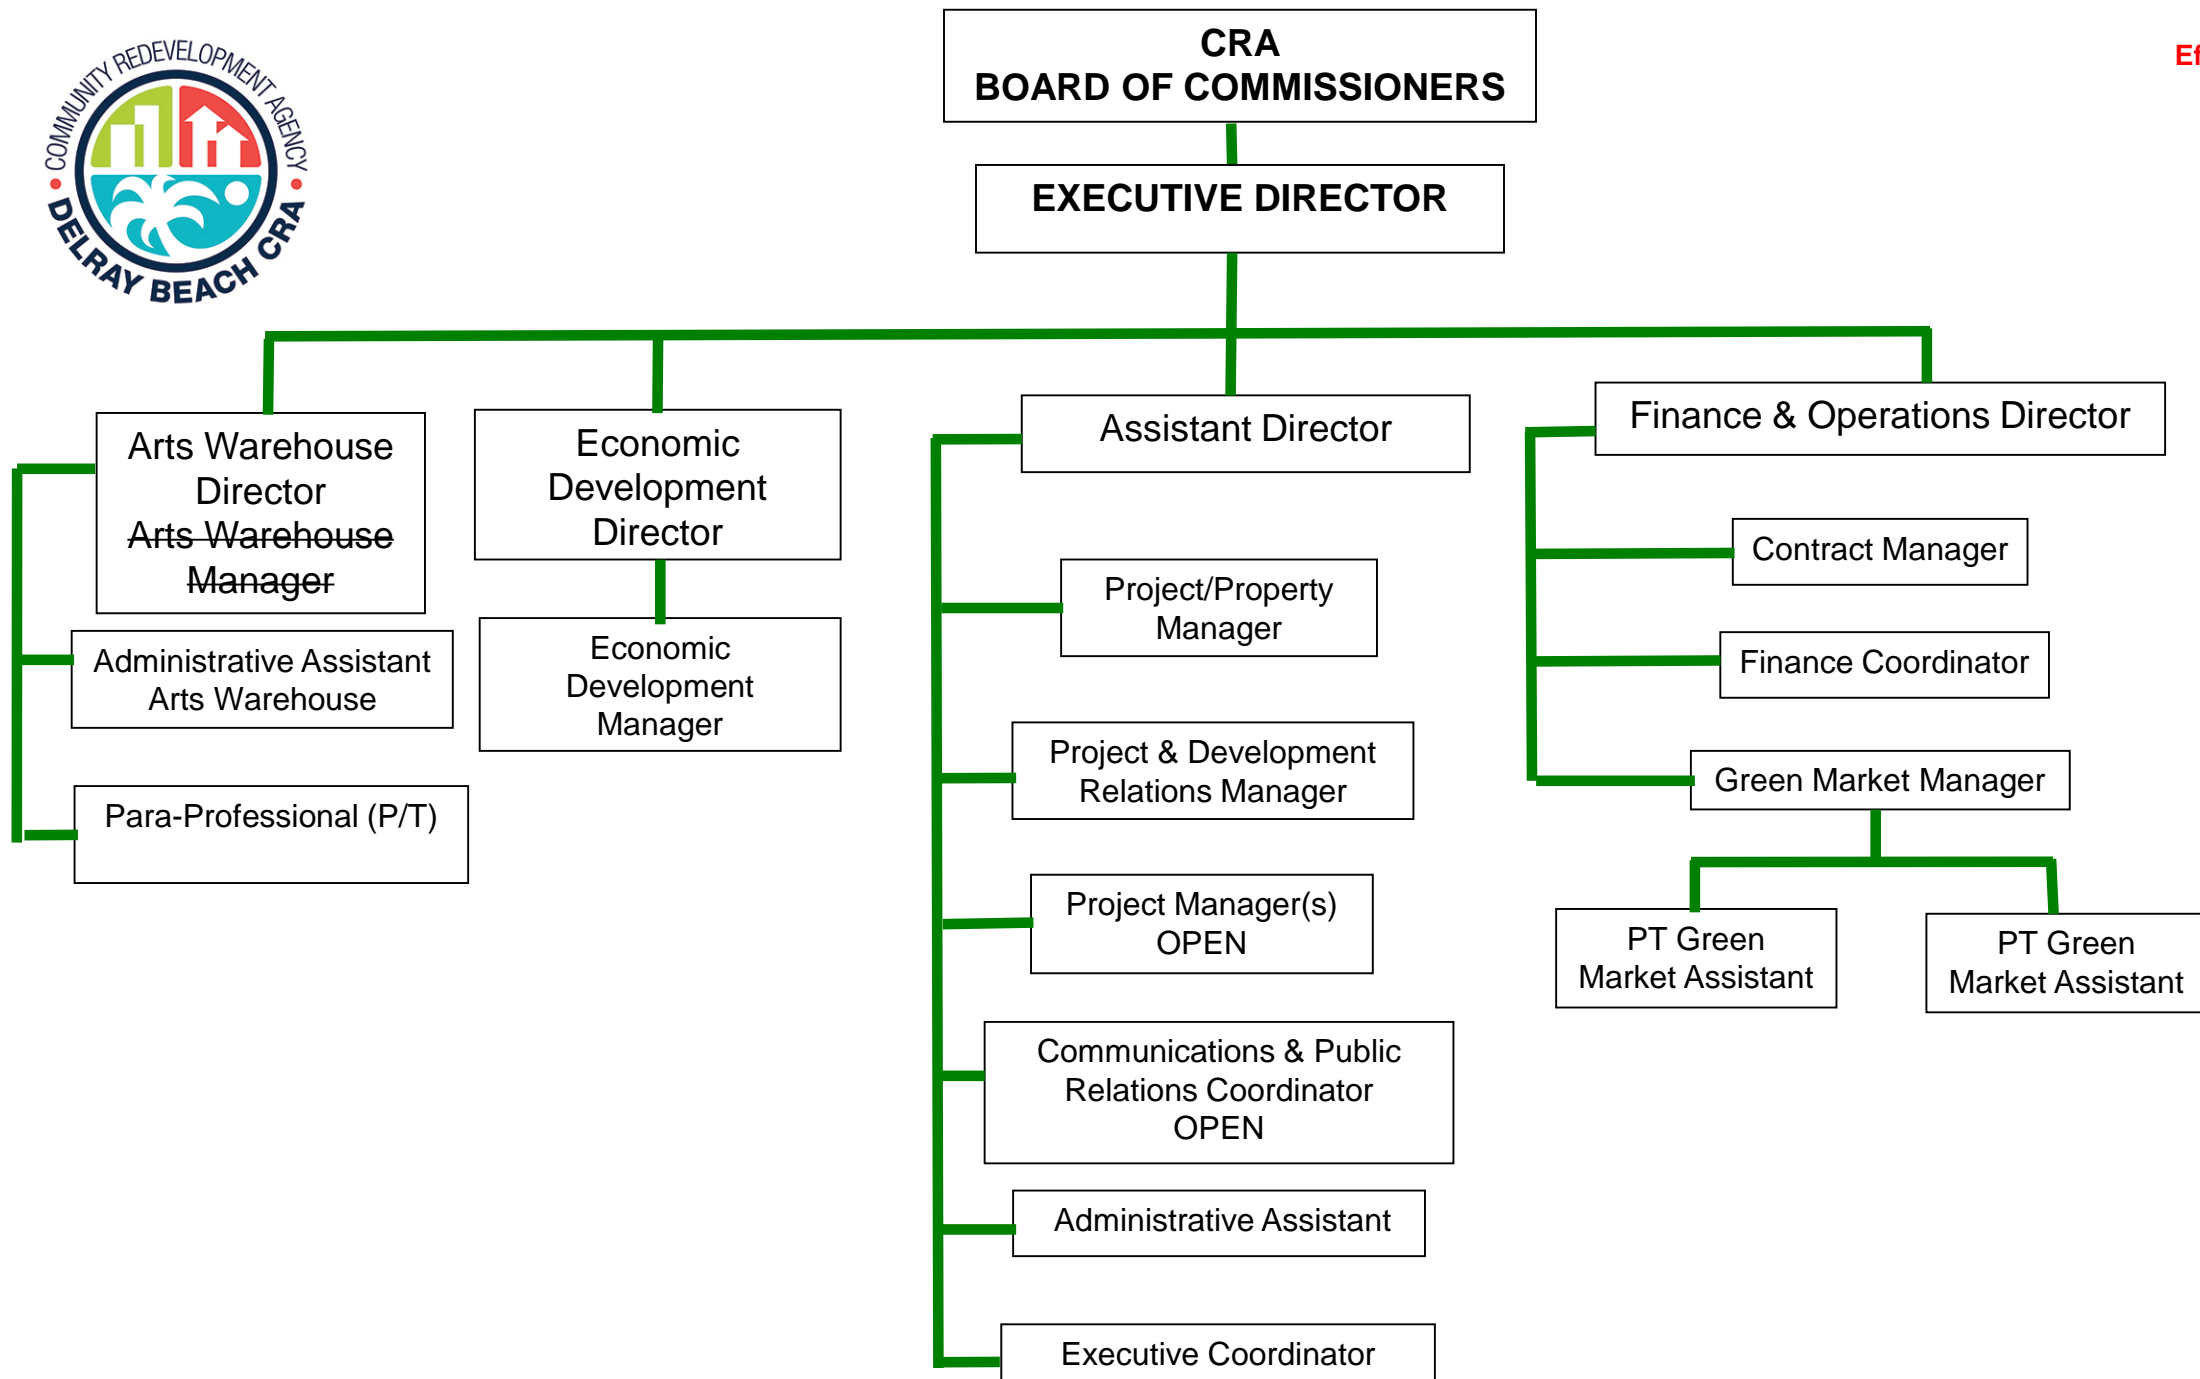 COMMUNITY REDEVELOPMENT AGENCY
DELRAY BEACH CRA
CRA
BOARD OF COMMISSIONERS
EXECUTIVE DIRECTOR
Arts Warehouse
Director
Arts Warehouse
Manager
Administrative Assistant
Arts Warehouse
Para-Professional (P/T)
Economic
Development
Director
Economic
Development
Manager
Assistant Director
Project/Property
Manager
Project & Development
Relations Manager
Project Manager(s)
OPEN
Communications & Public
Relations Coordinator
OPEN
Administrative Assistant
Executive Coordinator
Finance & Operations Director
Contract Manager
Finance Coordinator
Green Market Manager
PT Green
Market Assistant
PT Green
Market Assistant